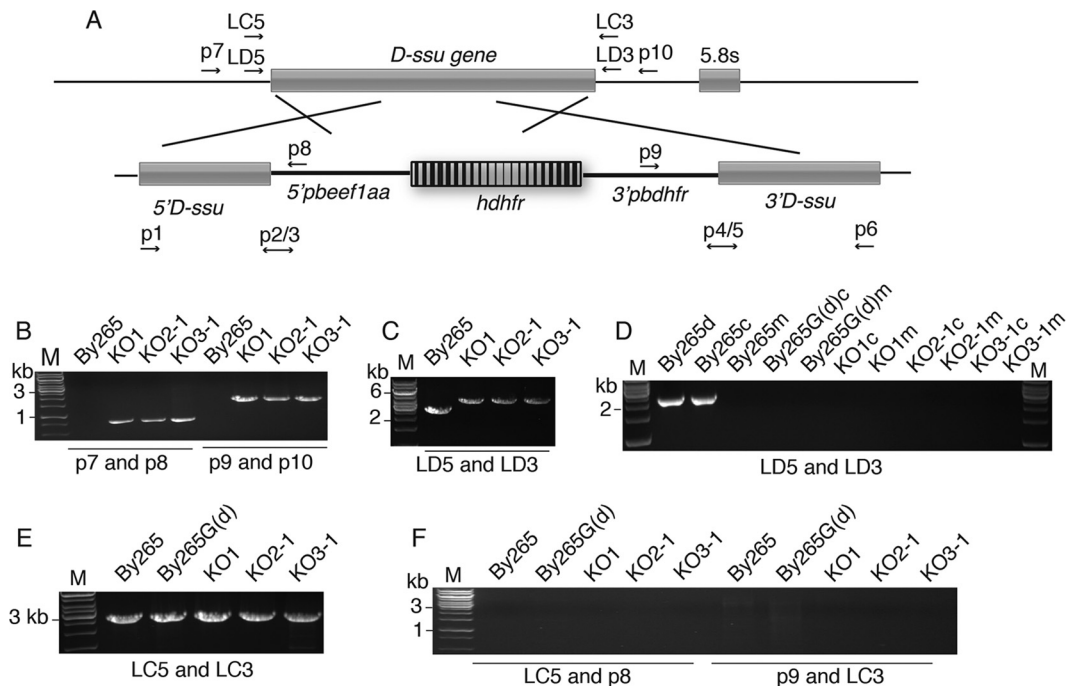 A
LC5
LC3
p7
LD5
D-ssu gene
LD3
p10
5.8s
p8
p9
5'pbeef1aa
hdhfr
3'pbdhfr
5'D-ssu
3'D-ssu
p1
p2/3
p4/5
p6
B
M
By265
KO1
KO2-1
KO3-1
By265
KO1
KO2-1
KO3-1
kb
3
1
p7 and p8
p9 and p10
C
M
By265
KO1
KO2-1
KO3-1
kb
6
2
LD5 and LD3
D
M
By265d
By265c
By265m
By265G(d)c
By265G(d)m
KO1c
KO1m
KO2-1c
KO2-1m
KO3-1c
KO3-1m
M
kb
2
LD5 and LD3
E
M
By265
By265G(d)
KO1
KO2-1
KO3-1
3 kb
LC5 and LC3
F
M
By265
By265G(d)
KO1
KO2-1
KO3-1
By265
By265G(d)
KO1
KO2-1
KO3-1
kb
3
1
LC5 and p8
p9 and LC3